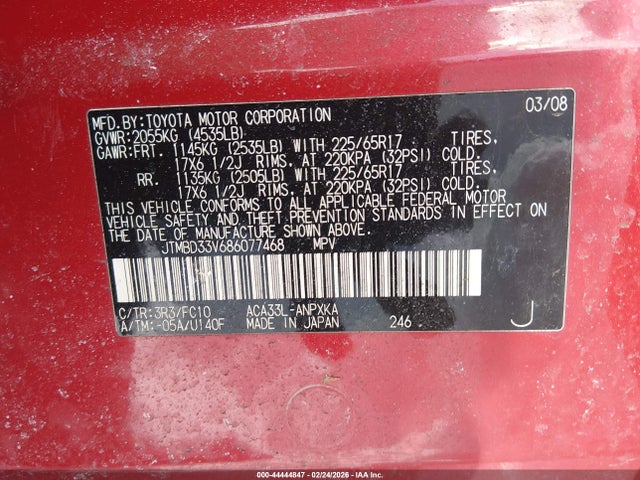 MFD.BY:TOYOTA MOTOR CORPORATION 03/08
GVWR:2055KG (4535LB)
GAWR:FRT. 1145KG (2535LB) WITH 225/65R17 TIRES,
17X6 1/2J RIMS. AT 220KPA (32PSI) COLD.
RR. 1135KG (2505LB) WITH 225/65R17 TIRES,
17X6 1/2J RIMS. AT 220KPA (32PSI) COLD.
THIS VEHICLE CONFORMS TO ALL APPLICABLE FEDERAL MOTOR
VEHICLE SAFETY AND THEFT PREVENTION STANDARDS IN EFFECT ON
THE DATE OF MANUFACTURE SHOWN ABOVE.
JTMBD33V686077468 MPV
C/TR:3R3/FC10 ACA33L-ANPXKA
A/TM:-05A/U140F MADE IN JAPAN 246 J
000-44444847 - 02/24/2026 - IAA Inc.